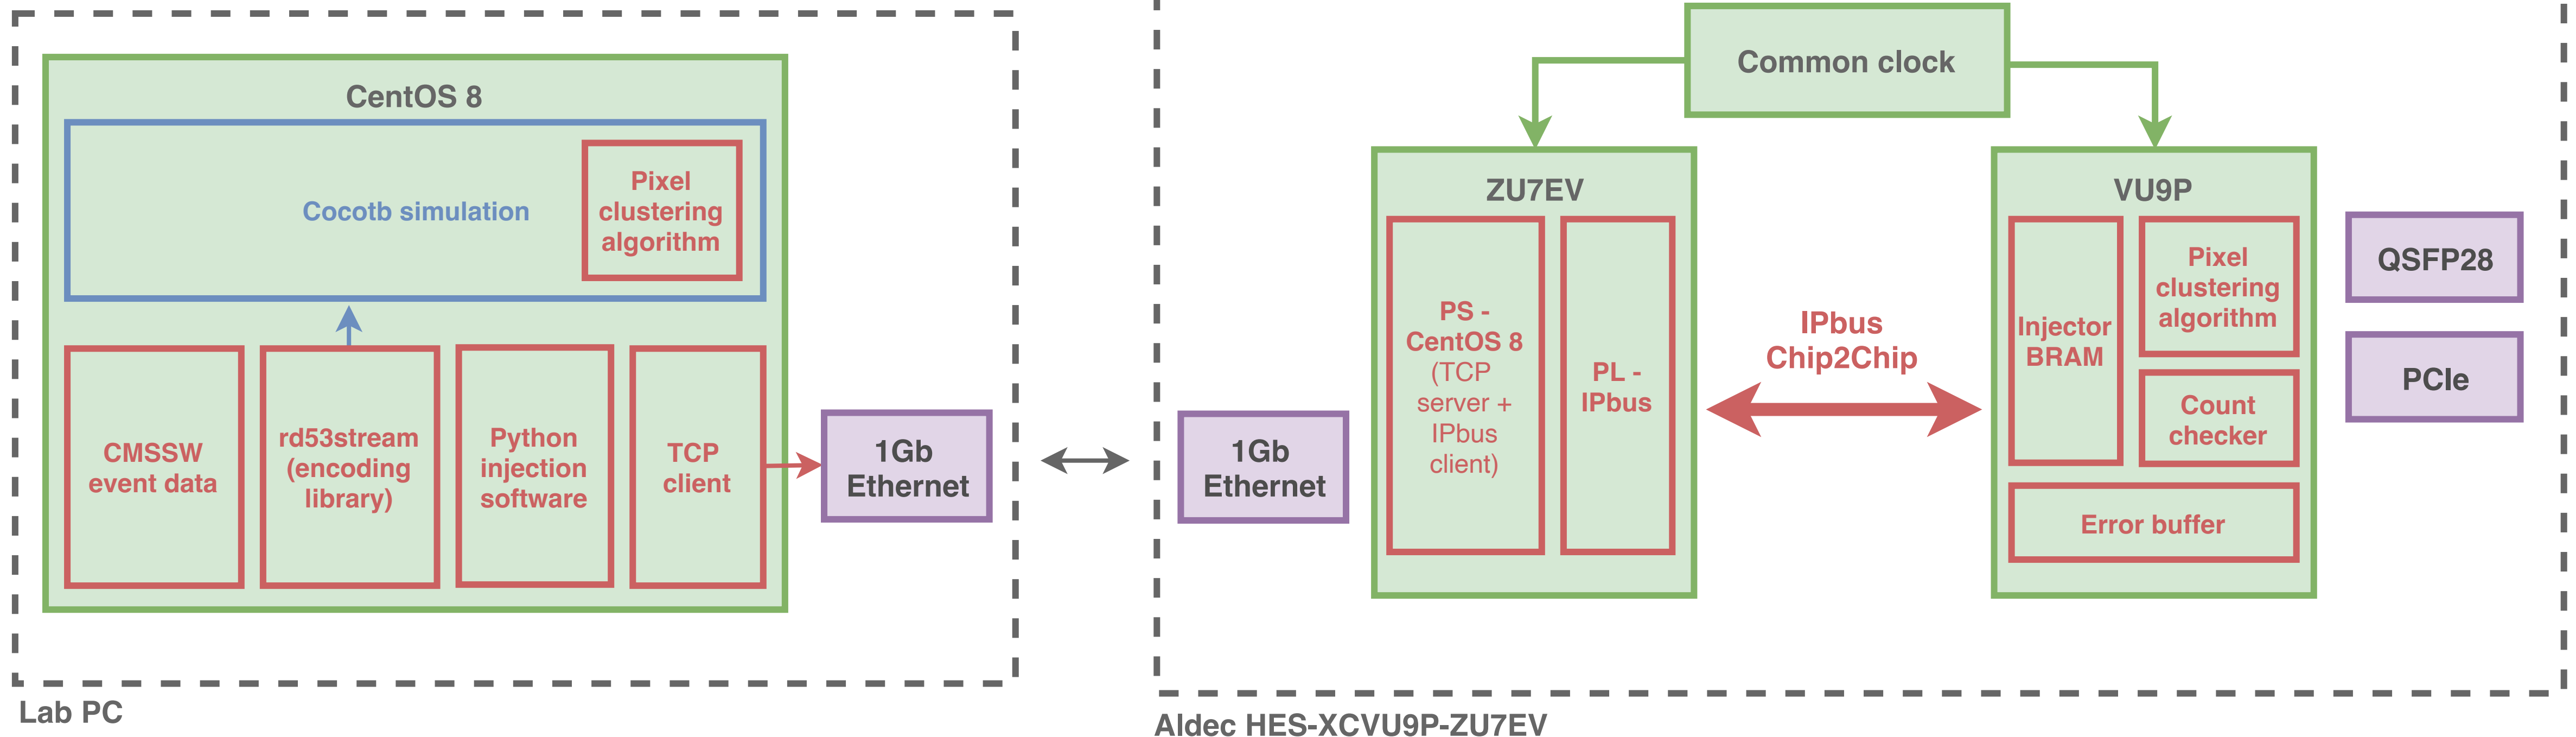 CentOS 8
Cocotb simulation
Pixel
clustering
algorithm
CMSSW
event data
rd53stream
(encoding
library)
Python
injection
software
TCP
client
1Gb
Ethernet
Lab PC
Common clock
1Gb
Ethernet
ZU7EV
PS -
CentOS 8
(TCP
server +
IPbus
client)
PL -
IPbus
IPbus
Chip2Chip
VU9P
Injector
BRAM
Pixel
clustering
algorithm
Count
checker
Error buffer
QSFP28
PCIe
Aldec HES-XCVU9P-ZU7EV